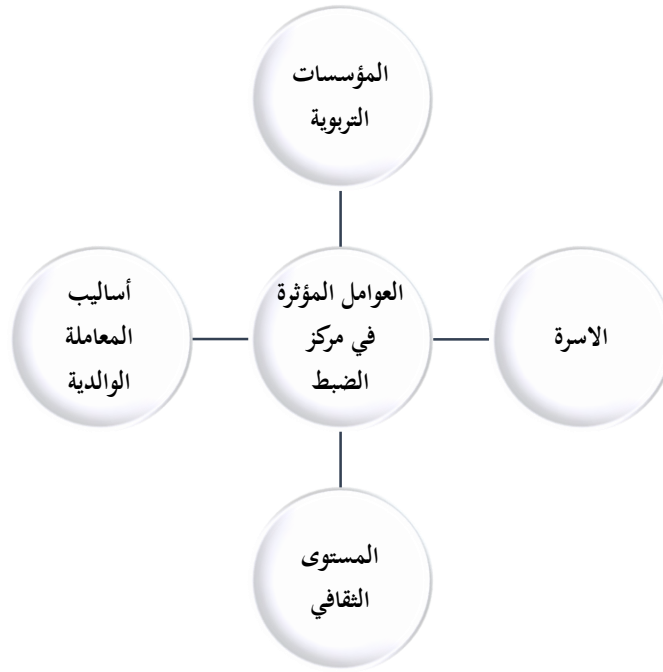 المؤسسات
التربوية
العوامل المؤثرة
في مركز
الضبط
الاسرة
أساليب
المعاملة
الوالدية
المستوى
الثقافي